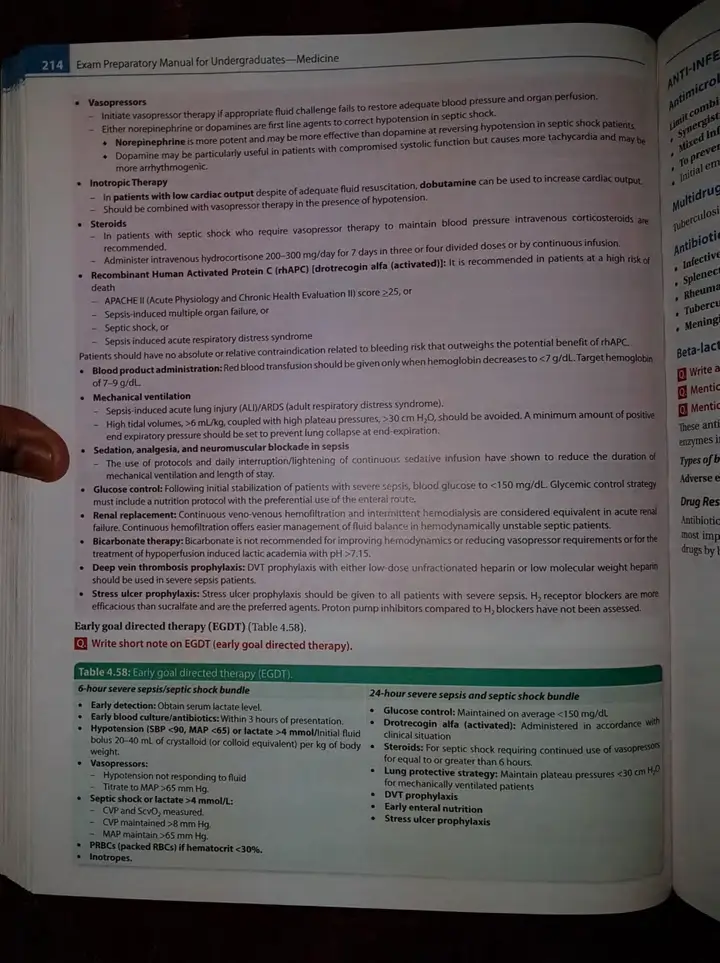 214 Exam Preparatory Manual for Undergraduates—Medicine
• Vasopressors
– Initiate vasopressor therapy if appropriate fluid challenge fails to restore adequate blood pressure and organ perfusion.
– Either norepinephrine or dopamines are first line agents to correct hypotension in septic shock.
♦ Norepinephrine is more potent and may be more effective than dopamine at reversing hypotension in septic shock patients.
♦ Dopamine may be particularly useful in patients with compromised systolic function but causes more tachycardia and may be
more arrhythmogenic.
• Inotropic Therapy
– In patients with low cardiac output despite of adequate fluid resuscitation, dobutamine can be used to increase cardiac output.
– Should be combined with vasopressor therapy in the presence of hypotension.
• Steroids
– In patients with septic shock who require vasopressor therapy to maintain blood pressure intravenous corticosteroids are
recommended.
– Administer intravenous hydrocortisone 200–300 mg/day for 7 days in three or four divided doses or by continuous infusion.
• Recombinant Human Activated Protein C (rhAPC) [drotrecogin alfa (activated)]: It is recommended in patients at a high risk of
death
– APACHE II (Acute Physiology and Chronic Health Evaluation II) score ≥25, or
– Sepsis-induced multiple organ failure, or
– Septic shock, or
– Sepsis induced acute respiratory distress syndrome
Patients should have no absolute or relative contraindication related to bleeding risk that outweighs the potential benefit of rhAPC.
• Blood product administration: Red blood transfusion should be given only when hemoglobin decreases to <7 g/dL. Target hemoglobin
of 7–9 g/dL.
• Mechanical ventilation
– Sepsis-induced acute lung injury (ALI)/ARDS (adult respiratory distress syndrome).
– High tidal volumes, >6 mL/kg, coupled with high plateau pressures, >30 cm H₂O, should be avoided. A minimum amount of positive
end expiratory pressure should be set to prevent lung collapse at end-expiration.
• Sedation, analgesia, and neuromuscular blockade in sepsis
– The use of protocols and daily interruption/lightening of continuous sedative infusion have shown to reduce the duration of
mechanical ventilation and length of stay.
• Glucose control: Following initial stabilization of patients with severe sepsis, blood glucose to <150 mg/dL. Glycemic control strategy
must include a nutrition protocol with the preferential use of the enteral route.
• Renal replacement: Continuous veno-venous hemofiltration and intermittent hemodialysis are considered equivalent in acute renal
failure. Continuous hemofiltration offers easier management of fluid balance in hemodynamically unstable septic patients.
• Bicarbonate therapy: Bicarbonate is not recommended for improving hemodynamics or reducing vasopressor requirements or for the
treatment of hypoperfusion induced lactic academia with pH >7.15.
• Deep vein thrombosis prophylaxis: DVT prophylaxis with either low-dose unfractionated heparin or low molecular weight heparin
should be used in severe sepsis patients.
• Stress ulcer prophylaxis: Stress ulcer prophylaxis should be given to all patients with severe sepsis. H₂ receptor blockers are more
efficacious than sucralfate and are the preferred agents. Proton pump inhibitors compared to H₂ blockers have not been assessed.
Early goal directed therapy (EGDT) (Table 4.58).
Q. Write short note on EGDT (early goal directed therapy).
Table 4.58: Early goal directed therapy (EGDT).
6-hour severe sepsis/septic shock bundle
• Early detection: Obtain serum lactate level.
• Early blood culture/antibiotics: Within 3 hours of presentation.
• Hypotension (SBP <90, MAP <65) or lactate >4 mmol/Initial fluid
bolus 20–40 mL of crystalloid (or colloid equivalent) per kg of body
weight.
• Vasopressors:
– Hypotension not responding to fluid
– Titrate to MAP >65 mm Hg.
• Septic shock or lactate >4 mmol/L:
– CVP and ScvO₂ measured.
– CVP maintained >8 mm Hg.
– MAP maintain >65 mm Hg.
• PRBCs (packed RBCs) if hematocrit <30%.
• Inotropes.
24-hour severe sepsis and septic shock bundle
• Glucose control: Maintained on average <150 mg/dL
• Drotrecogin alfa (activated): Administered in accordance with
clinical situation
• Steroids: For septic shock requiring continued use of vasopressors
for equal to or greater than 6 hours.
• Lung protective strategy: Maintain plateau pressures <30 cm H₂O
for mechanically ventilated patients
• DVT prophylaxis
• Early enteral nutrition
• Stress ulcer prophylaxis
ANTI-INFE
Antimicro
Limit combi
• Synergist
• Mixed inf
• To preven
• Initial em
Multidrug
Tuberculosi
Antibioti
• Infective
• Splenect
• Rheuma
• Tubercu
• Mening
Beta-lact
Q Write a
Q Mentic
Q Mentic
These anti
enzymes i
Types of b
Adverse e
Drug Res
Antibiotic
most imp
drugs by